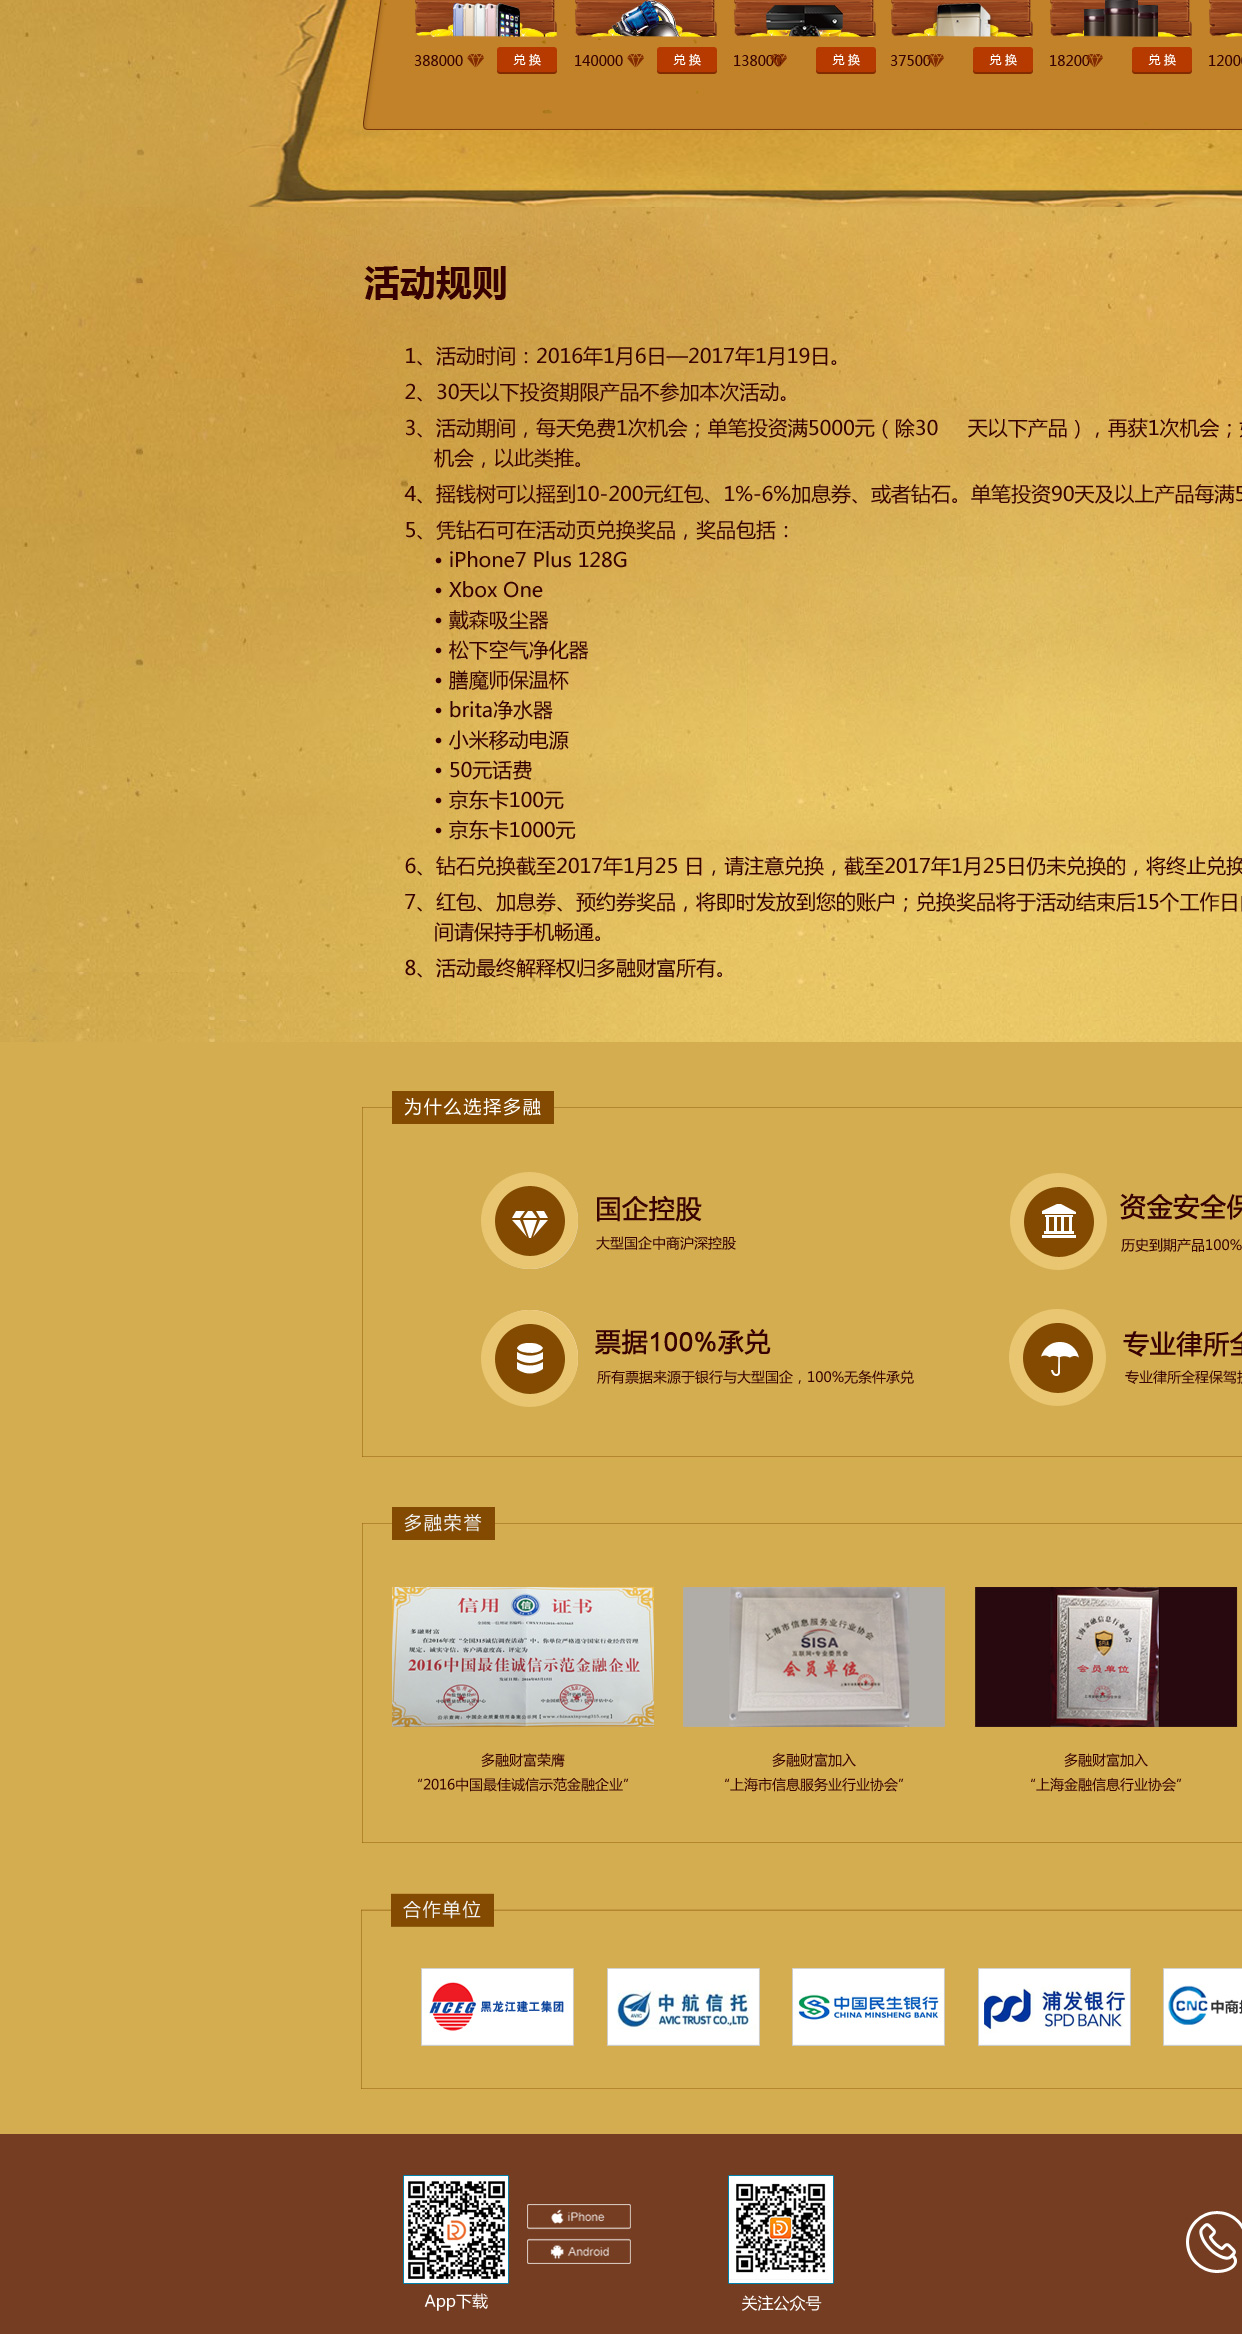 388000 兑换 140000 兑换 138000 兑换 37500 兑换 18200 兑换 1200
活动规则
1、活动时间：2016年1月6日—2017年1月19日。
2、30天以下投资期限产品不参加本次活动。
3、活动期间，每天免费1次机会；单笔投资满5000元（除30 天以下产品），再获1次机会；
机会，以此类推。
4、摇钱树可以摇到10-200元红包、1%-6%加息券、或者钻石。单笔投资90天及以上产品每满5
5、凭钻石可在活动页兑换奖品，奖品包括：
• iPhone7 Plus 128G
• Xbox One
• 戴森吸尘器
• 松下空气净化器
• 膳魔师保温杯
• brita净水器
• 小米移动电源
• 50元话费
• 京东卡100元
• 京东卡1000元
6、钻石兑换截至2017年1月25 日，请注意兑换，截至2017年1月25日仍未兑换的，将终止兑换
7、红包、加息券、预约券奖品，将即时发放到您的账户；兑换奖品将于活动结束后15个工作日
间请保持手机畅通。
8、活动最终解释权归多融财富所有。
为什么选择多融
国企控股
大型国企中商沪深控股
资金安全保
历史到期产品100%
票据100%承兑
所有票据来源于银行与大型国企，100%无条件承兑
专业律所全
专业律所全程保驾
多融荣誉
信用 信 证书
多融财富
2016中国最佳诚信示范金融企业
上海市信息服务业行业协会
SISA
互联网+专业委员会
会员单位
上海金融信息行业协会
会员单位
多融财富荣膺
“2016中国最佳诚信示范金融企业”
多融财富加入
“上海市信息服务业行业协会”
多融财富加入
“上海金融信息行业协会”
合作单位
HCEG 黑龙江建工集团
AVIC 中航信托
AVIC TRUST CO.,LTD
中国民生银行
CHINA MINSHENG BANK
浦发银行
SPD BANK
CNC 中商
iPhone
Android
App下载
关注公众号